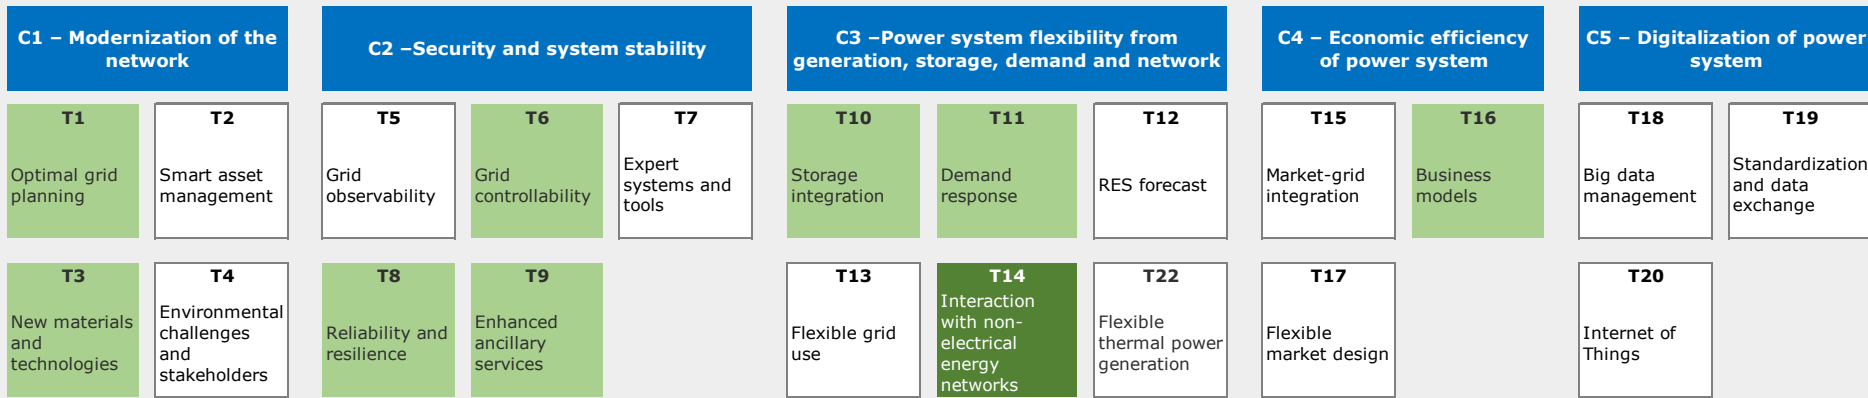 C1 – Modernization of the
network
C2 –Security and system stability
C3 –Power system flexibility from
generation, storage, demand and network
C4 – Economic efficiency
of power system
C5 – Digitalization of power
system
T1
Optimal grid
planning
T2
Smart asset
management
T5
Grid
observability
T6
Grid
controllability
T7
Expert
systems and
tools
T10
Storage
integration
T11
Demand
response
T12
RES forecast
T15
Market-grid
integration
T16
Business
models
T18
Big data
management
T19
Standardization
and data
exchange
T3
New materials
and
technologies
T4
Environmental
challenges
and
stakeholders
T8
Reliability and
resilience
T9
Enhanced
ancillary
services
T13
Flexible grid
use
T14
Interaction
with non-
electrical
energy
networks
T22
Flexible
thermal power
generation
T17
Flexible
market design
T20
Internet of
Things